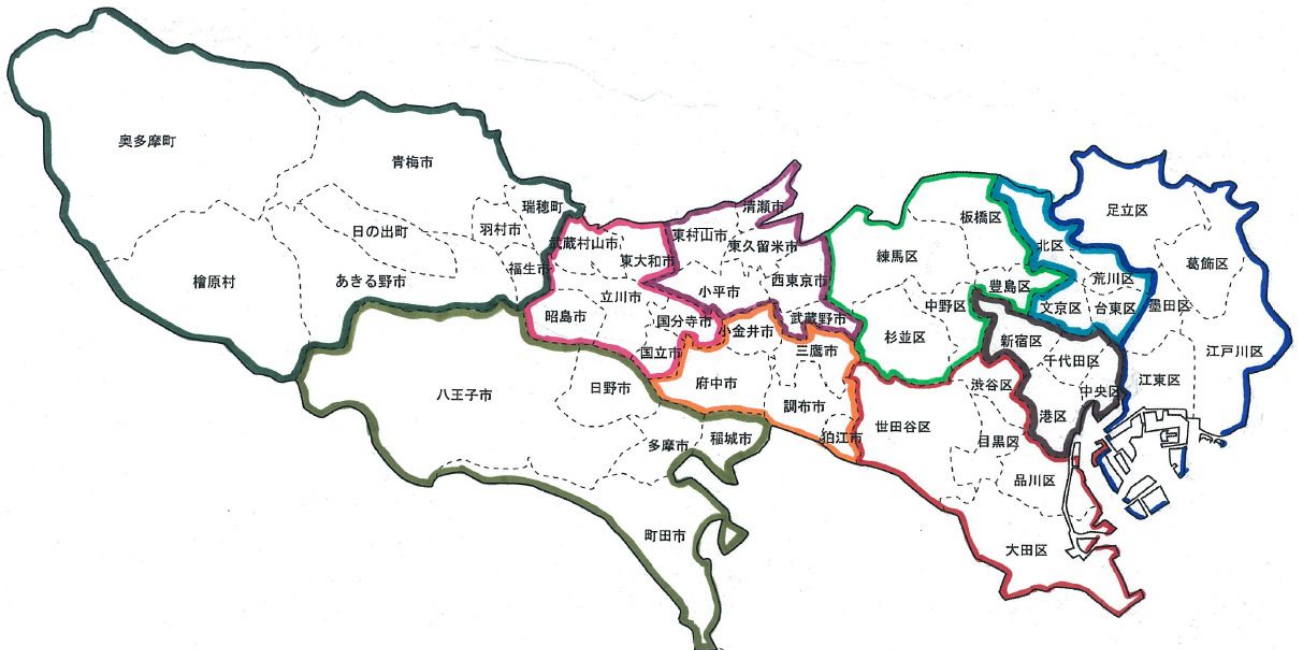 奥多摩町
青梅市
瑞穂町
羽村市
日の出町
福生市
檜原村
あきる野市
武蔵村山市
東大和市
立川市
昭島市
国分寺市
国立市
東村山市
清瀬市
東久留米市
小平市
西東京市
武蔵野市
小金井市
三鷹市
府中市
調布市
狛江市
八王子市
日野市
多摩市
稲城市
町田市
板橋区
練馬区
豊島区
中野区
杉並区
北区
荒川区
文京区
台東区
足立区
葛飾区
墨田区
江戸川区
江東区
新宿区
千代田区
中央区
港区
渋谷区
世田谷区
目黒区
品川区
大田区